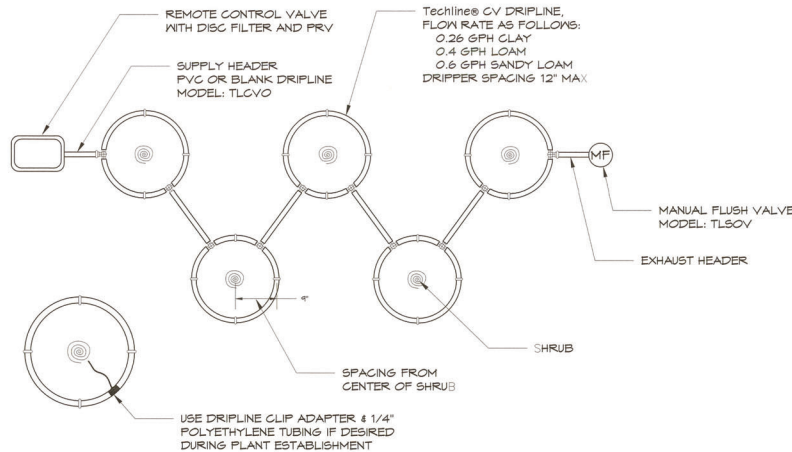 REMOTE CONTROL VALVE
WITH DISC FILTER AND PRV
SUPPLY HEADER
PVC OR BLANK DRIPLINE
MODEL: TLCVO
Techline® CV DRIPLINE,
FLOW RATE AS FOLLOWS:
0.26 GPH CLAY
0.4 GPH LOAM
0.6 GPH SANDY LOAM
DRIPPER SPACING 12" MAX
MF
MANUAL FLUSH VALVE
MODEL: TLSOV
EXHAUST HEADER
9"
SHRUB
SPACING FROM
CENTER OF SHRUB
USE DRIPLINE CLIP ADAPTER & 1/4"
POLYETHYLENE TUBING IF DESIRED
DURING PLANT ESTABLISHMENT